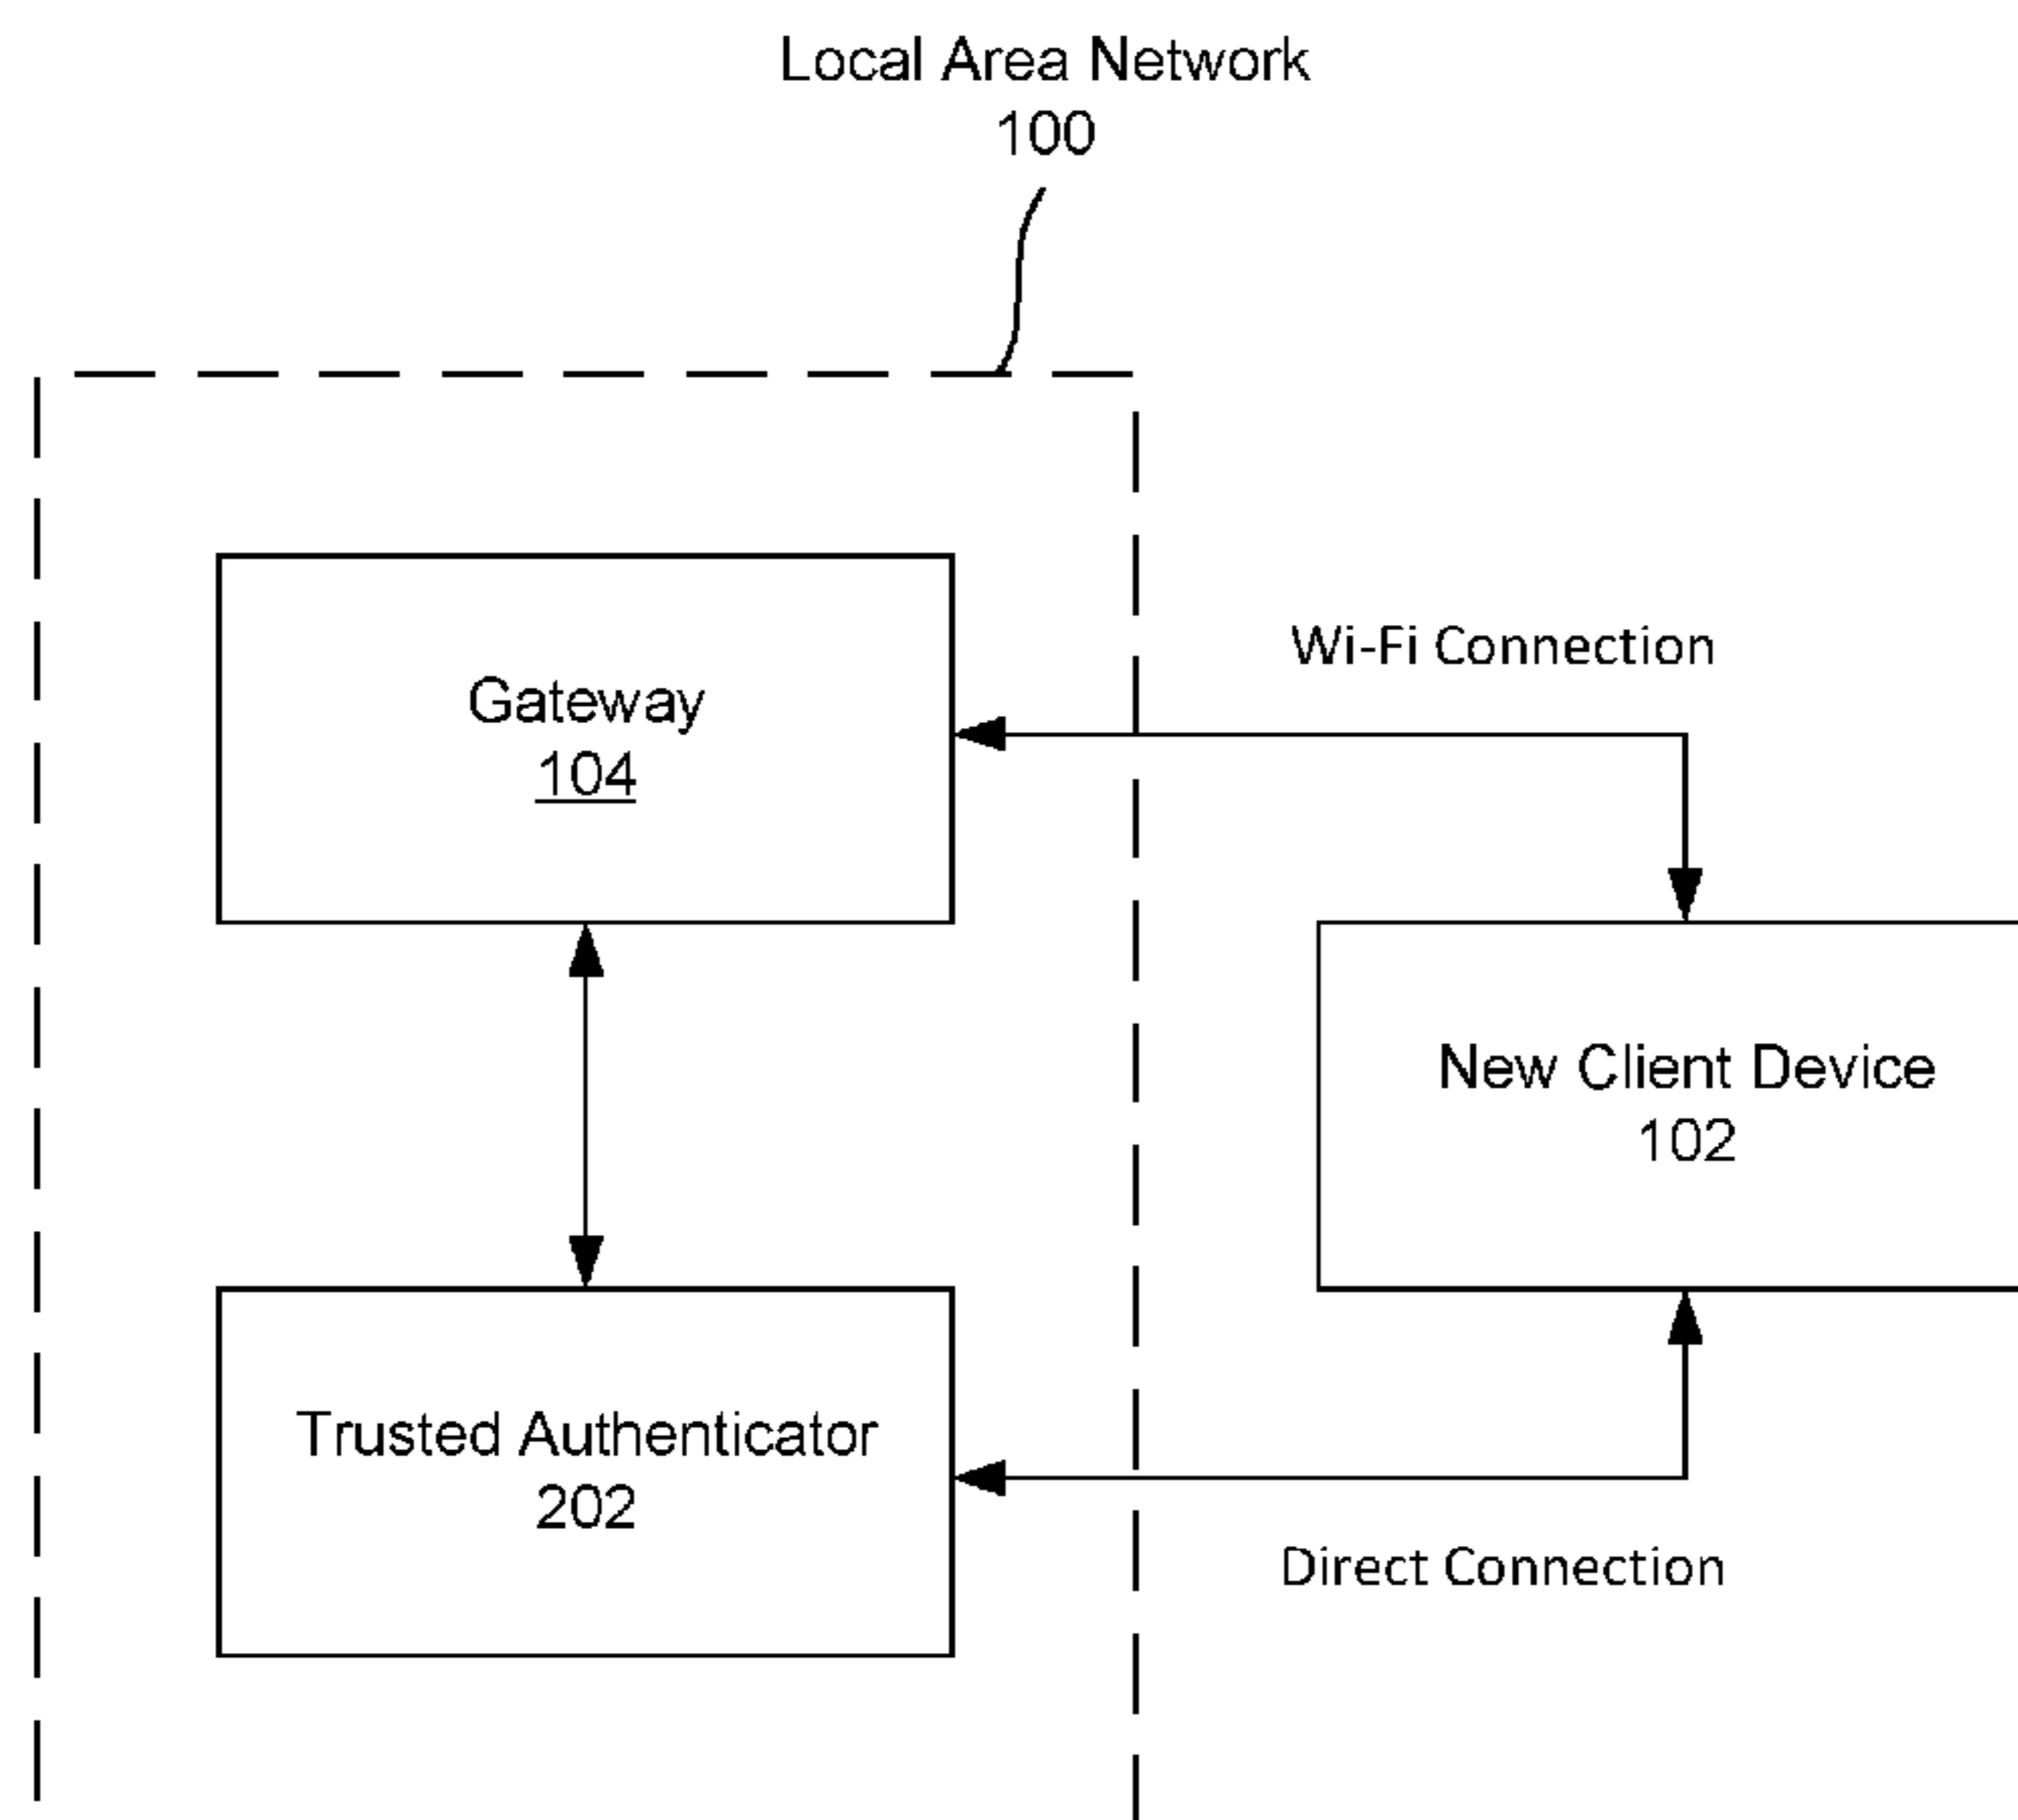 Local Area Network
100
Wi-Fi Connection
Gateway
104
New Client Device
102
Trusted Authenticator
202
Direct Connection